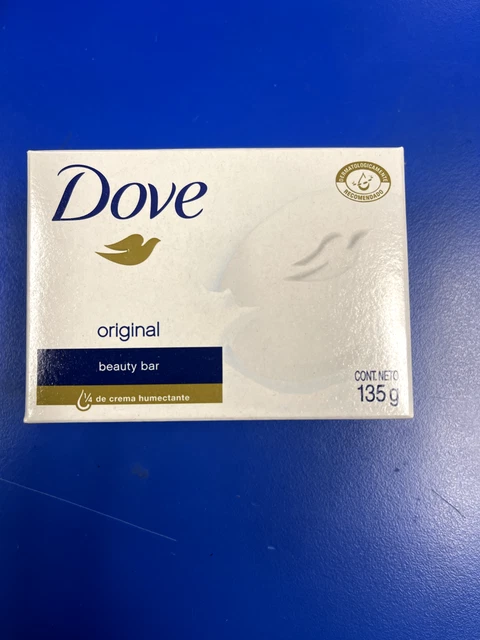 Dove
DERMATOLOGICAMENTE
RECOMENDADO
original
beauty bar
¼ de crema humectante
CONT. NETO
135 g